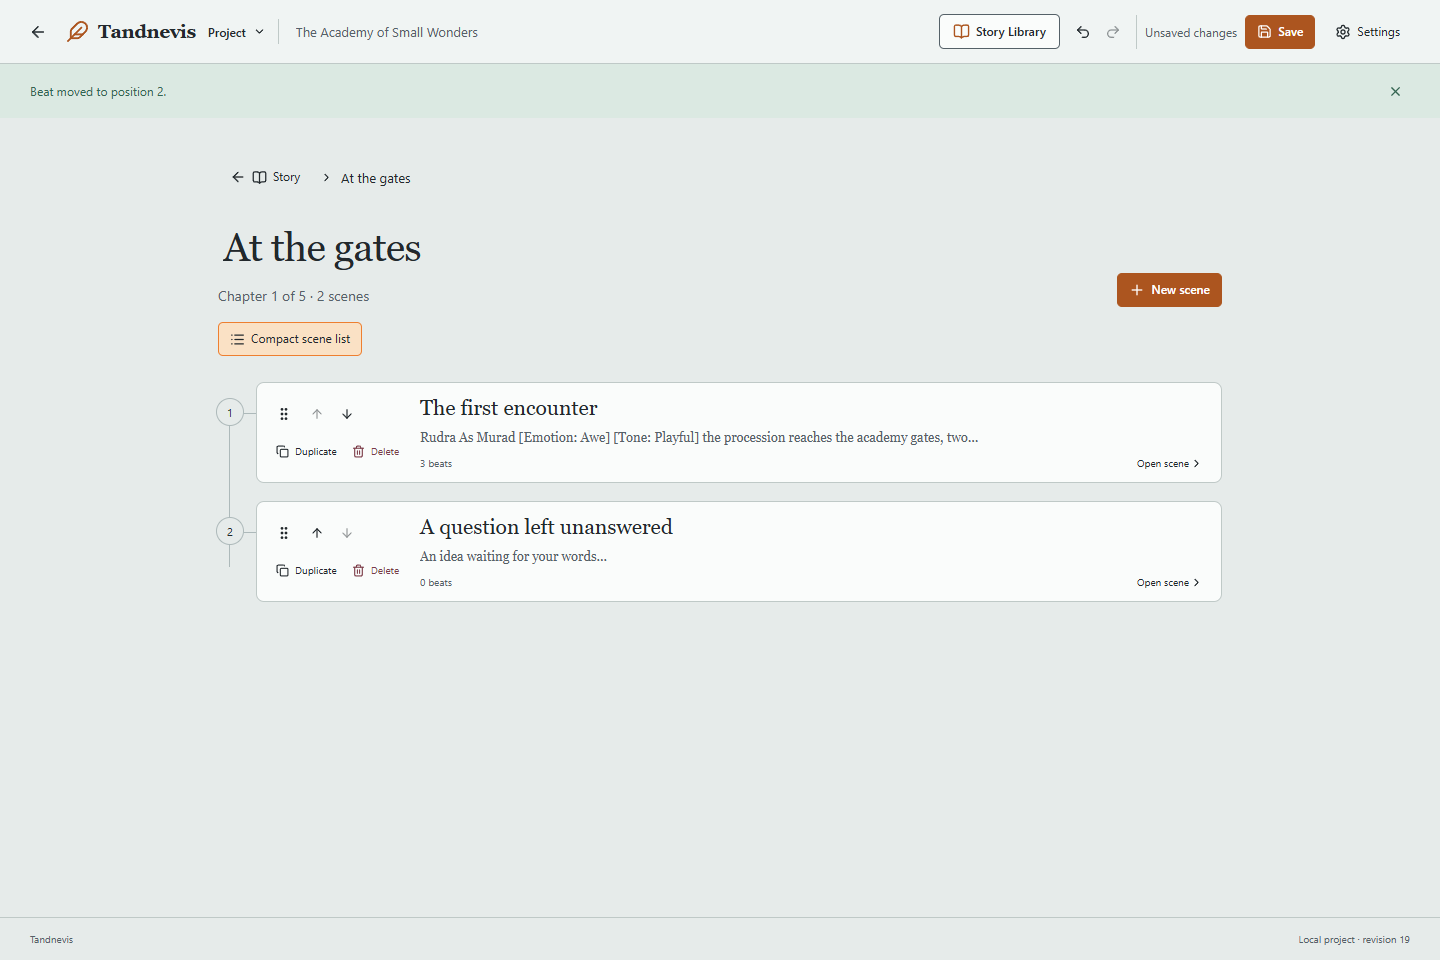 Tandnevis
Project
The Academy of Small Wonders
Story Library
Unsaved changes
Save
Settings
Beat moved to position 2.
Story
At the gates
At the gates
Chapter 1 of 5 · 2 scenes
New scene
Compact scene list
1
The first encounter
Rudra As Murad [Emotion: Awe] [Tone: Playful] the procession reaches the academy gates, two...
Duplicate
Delete
3 beats
Open scene
2
A question left unanswered
An idea waiting for your words...
Duplicate
Delete
0 beats
Open scene
Tandnevis
Local project · revision 19